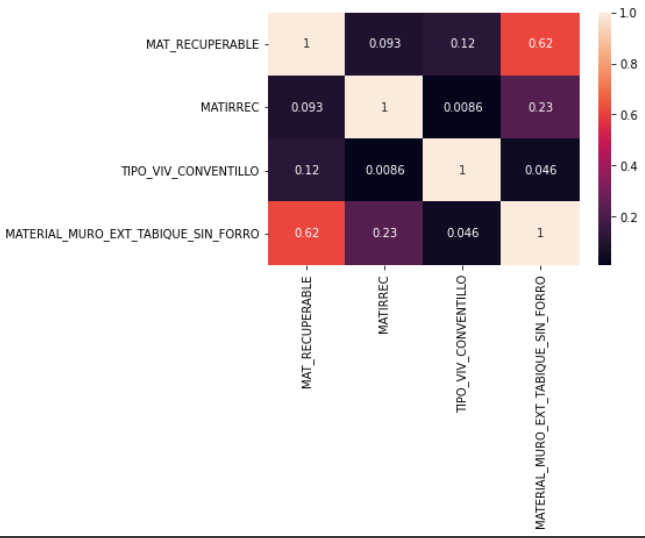 MAT_RECUPERABLE
1
0.093
0.12
0.62
MATIRREC
0.093
1
0.0086
0.23
TIPO_VIV_CONVENTILLO
0.12
0.0086
1
0.046
MATERIAL_MURO_EXT_TABIQUE_SIN_FORRO
0.62
0.23
0.046
1
MAT_RECUPERABLE
MATIRREC
TIPO_VIV_CONVENTILLO
MATERIAL_MURO_EXT_TABIQUE_SIN_FORRO
1.0
0.8
0.6
0.4
0.2